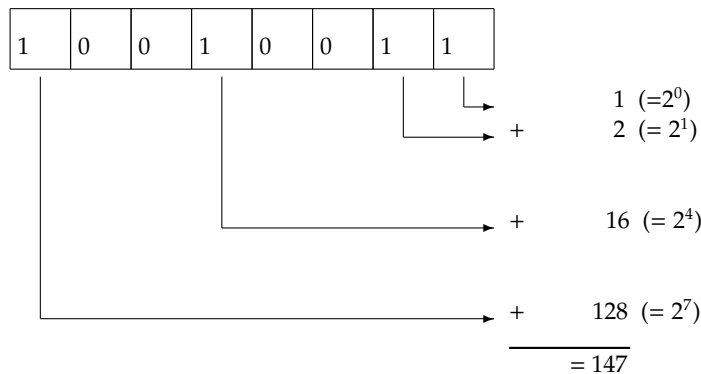 1 0 0 1 0 0 1 1
1 (=2⁰)
+ 2 (= 2¹)
+ 16 (= 2⁴)
+ 128 (= 2⁷)
= 147